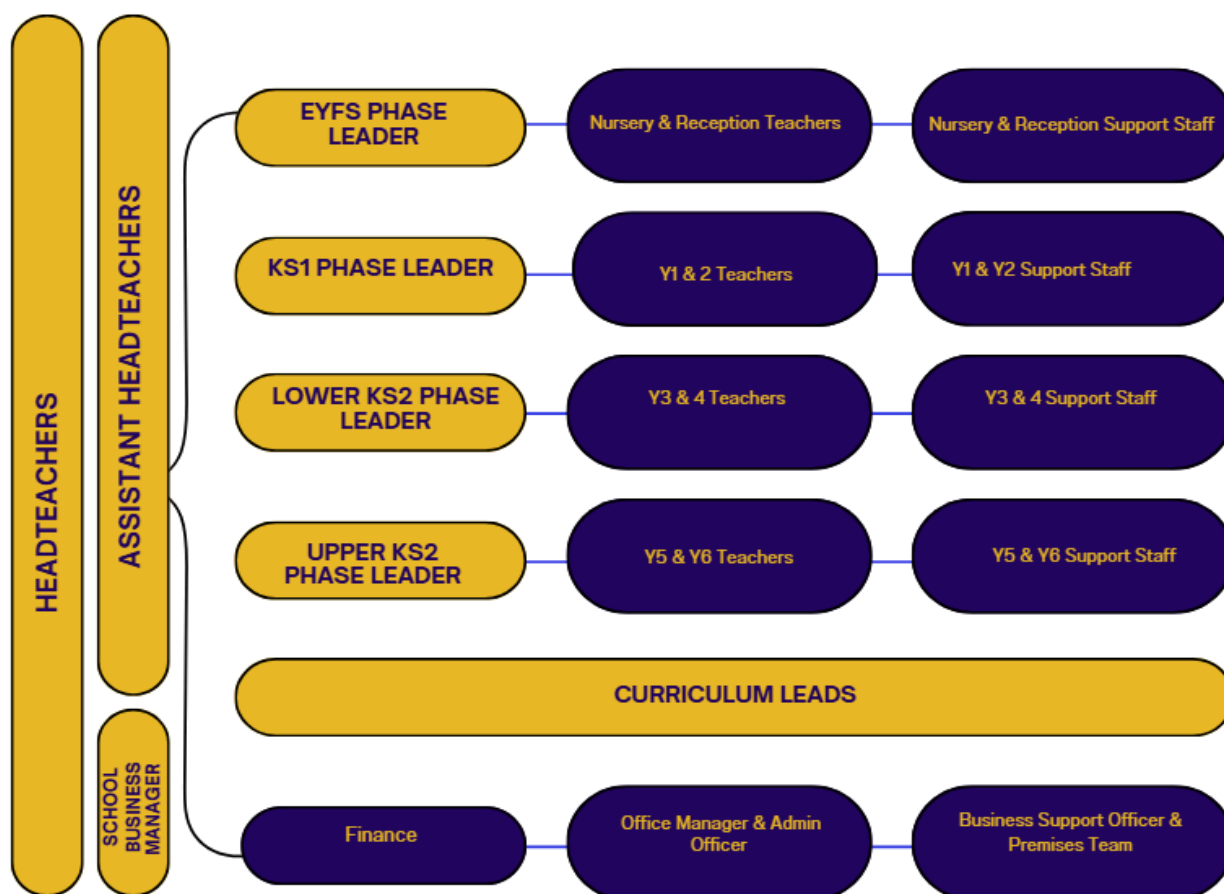 HEADTEACHERS
ASSISTANT HEADTEACHERS
SCHOOL
BUSINESS
MANAGER
EYFS PHASE
LEADER
Nursery & Reception Teachers
Nursery & Reception Support Staff
KS1 PHASE LEADER
Y1 & 2 Teachers
Y1 & Y2 Support Staff
LOWER KS2 PHASE
LEADER
Y3 & 4 Teachers
Y3 & 4 Support Staff
UPPER KS2
PHASE LEADER
Y5 & Y6 Teachers
Y5 & Y6 Support Staff
CURRICULUM LEADS
Finance
Office Manager & Admin
Officer
Business Support Officer &
Premises Team